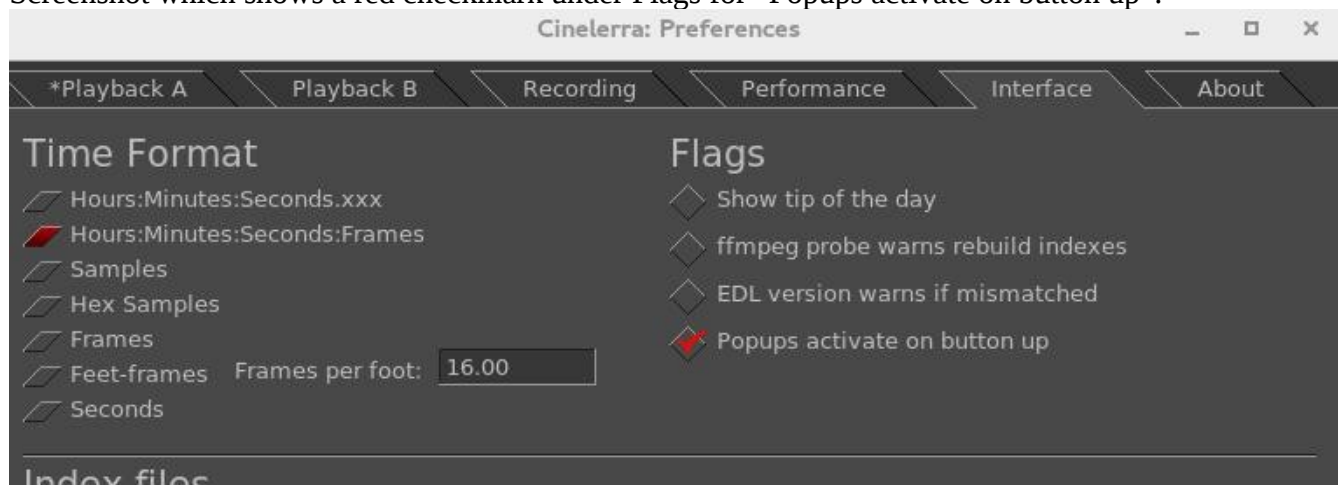 Screenshot which shows a red checkmark under Flags for "Popups activate on button up".
Cinelerra: Preferences
*Playback A
Playback B
Recording
Performance
Interface
About
Time Format
Hours:Minutes:Seconds.xxx
Hours:Minutes:Seconds:Frames
Samples
Hex Samples
Frames
Feet-frames Frames per foot: 16.00
Seconds
Flags
Show tip of the day
ffmpeg probe warns rebuild indexes
EDL version warns if mismatched
Popups activate on button up
Index files